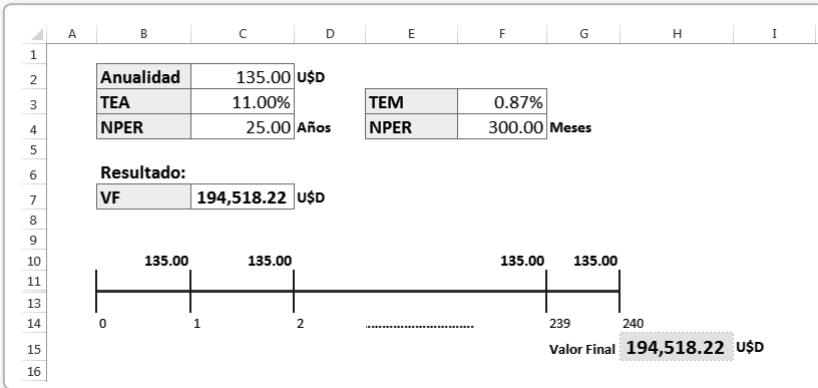 A B C D E F G H I
1
2 Anualidad 135.00 U$D
3 TEA 11.00% TEM 0.87%
4 NPER 25.00 Años NPER 300.00 Meses
5
6 Resultado:
7 VF 194,518.22 U$D
8
9
10 135.00 135.00 135.00 135.00
11
13
14 0 1 2 ............................ 239 240
15 Valor Final 194,518.22 U$D
16